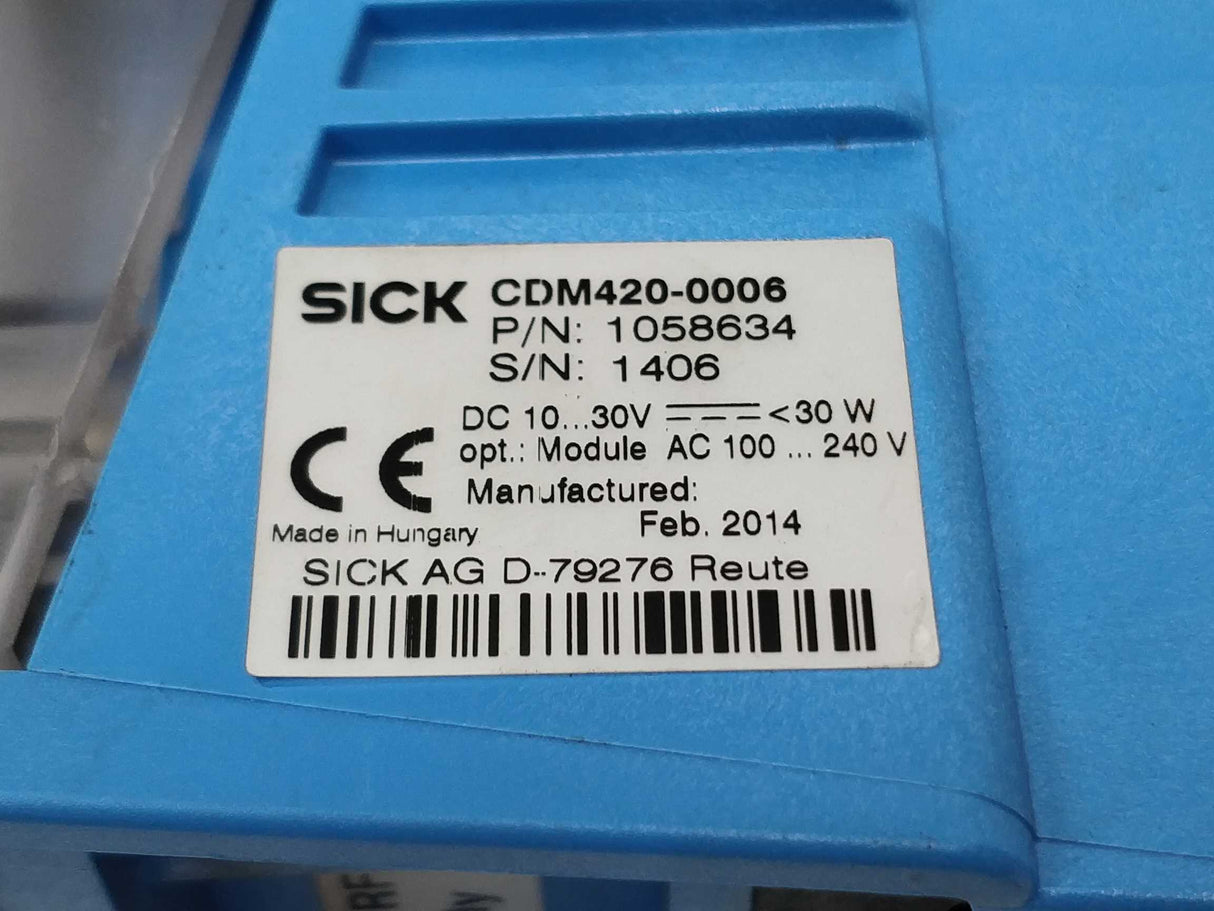 SICK CDM420-0006
P/N: 1058634
S/N: 1406
DC 10...30V <30 W
opt.: Module AC 100 ... 240 V
CE
Manufactured:
Feb. 2014
Made in Hungary
SICK AG D-79276 Reute
RF